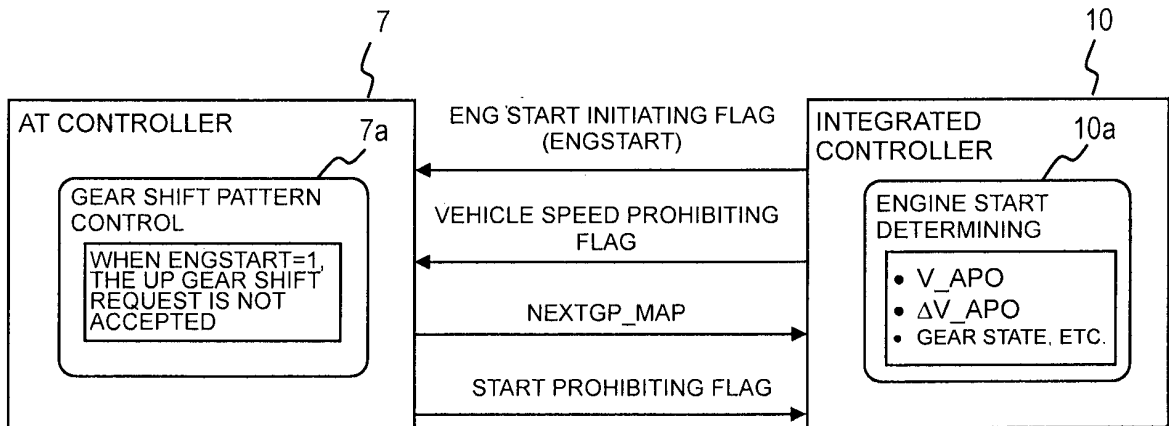 7
10
AT CONTROLLER
7a
GEAR SHIFT PATTERN
CONTROL
WHEN ENGSTART=1,
THE UP GEAR SHIFT
REQUEST IS NOT
ACCEPTED
ENG START INITIATING FLAG
(ENGSTART)
VEHICLE SPEED PROHIBITING
FLAG
NEXTGP_MAP
START PROHIBITING FLAG
INTEGRATED
CONTROLLER
10a
ENGINE START
DETERMINING
• V_APO
• ΔV_APO
• GEAR STATE, ETC.